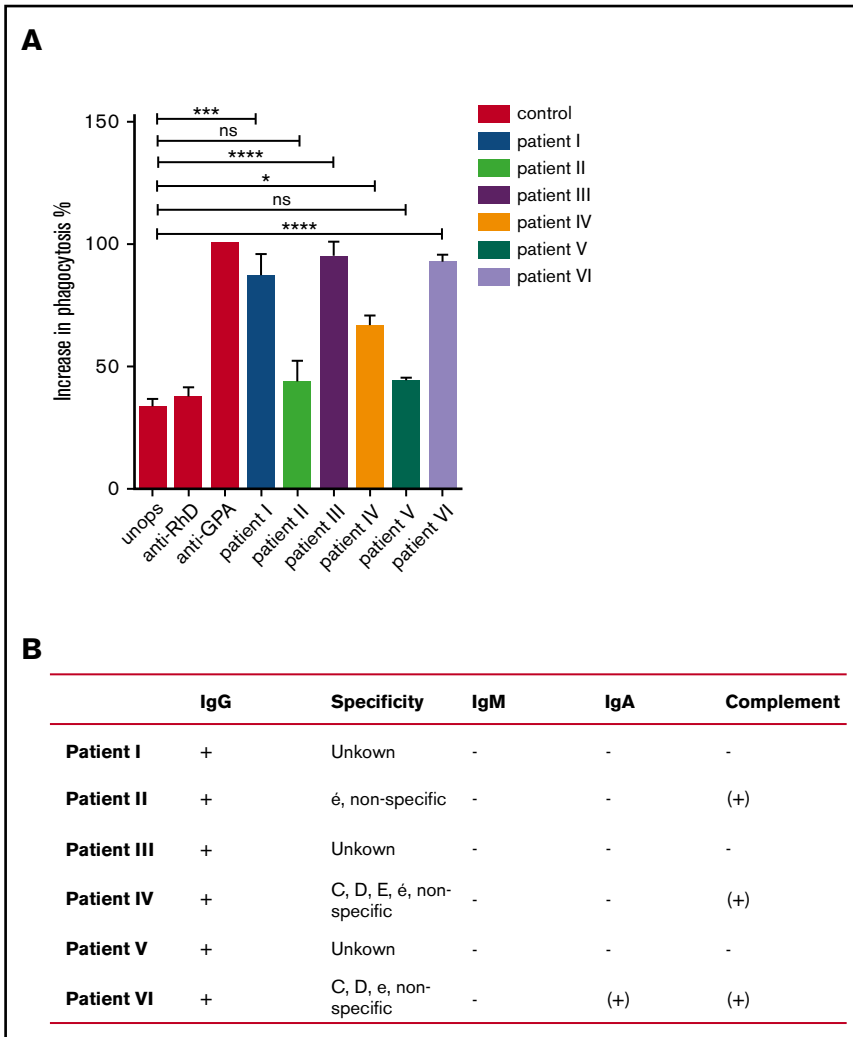 A
150
100
50
0
Increase in phagocytosis %
***
ns
****
*
ns
****
unops
anti-RhD
anti-GPA
patient I
patient II
patient III
patient IV
patient V
patient VI
control
patient I
patient II
patient III
patient IV
patient V
patient VI
B
IgG Specificity IgM IgA Complement
Patient I + Unkown - - -
Patient II + é, non-specific - - (+)
Patient III + Unkown - - -
Patient IV + C, D, E, é, non-
specific - - (+)
Patient V + Unkown - - -
Patient VI + C, D, e, non-
specific - (+) (+)